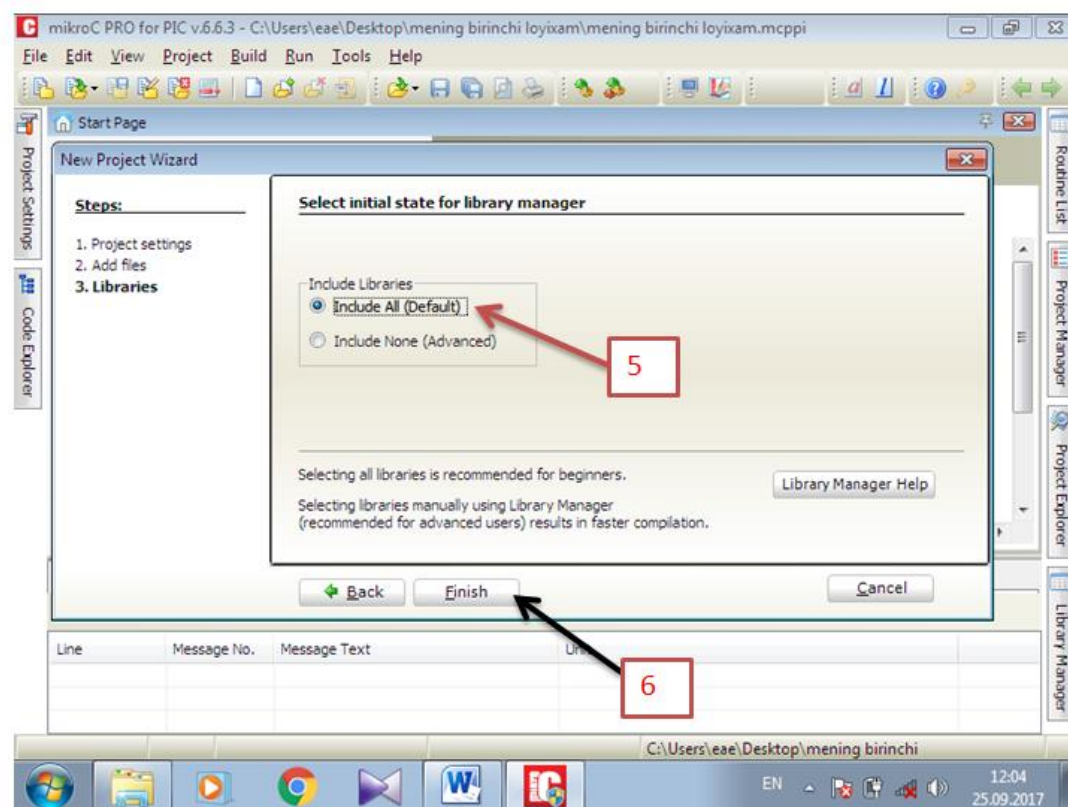 mikroC PRO for PIC v.6.6.3 - C:\Users\eae\Desktop\mening birinchi loyixam\mening birinchi loyixam.mcppi
File Edit View Project Build Run Tools Help
Start Page
Project Settings
Code Explorer
Routine List
Project Manager
Project Explorer
Library Manager
New Project Wizard
Steps:
1. Project settings
2. Add files
3. Libraries
Select initial state for library manager
Include Libraries
Include All (Default)
Include None (Advanced)
5
Selecting all libraries is recommended for beginners.
Library Manager Help
Selecting libraries manually using Library Manager
(recommended for advanced users) results in faster compilation.
Back Finish Cancel
Line Message No. Message Text
6
C:\Users\eae\Desktop\mening birinchi
EN
12:04
25.09.2017